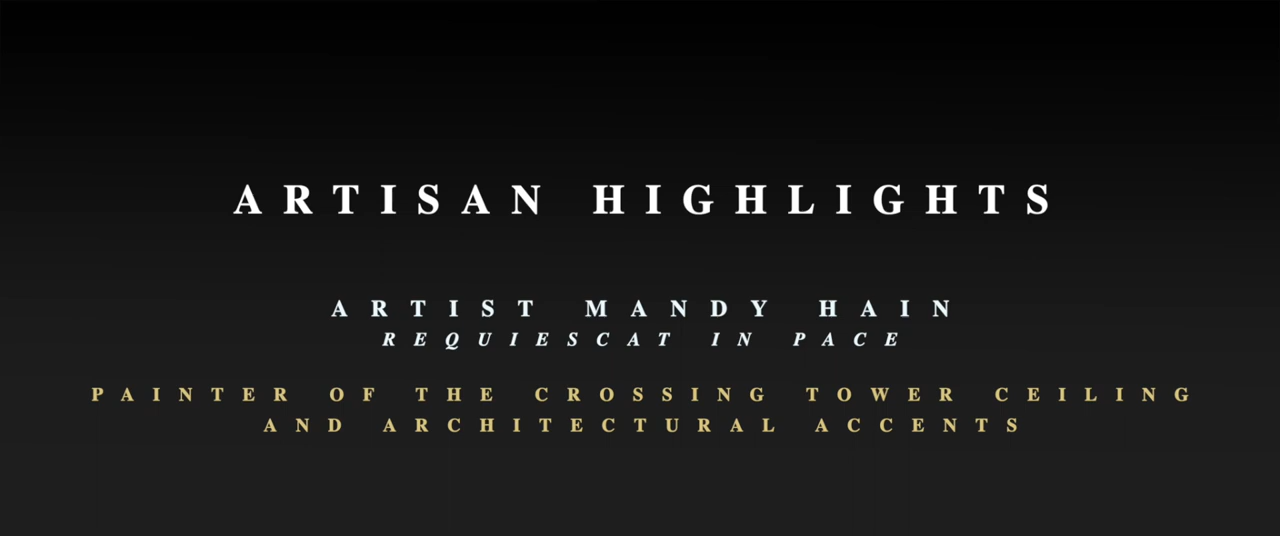 ARTISAN HIGHLIGHTS
ARTIST MANDY HAIN
REQUIESCAT IN PACE
PAINTER OF THE CROSSING TOWER CEILING
AND ARCHITECTURAL ACCENTS